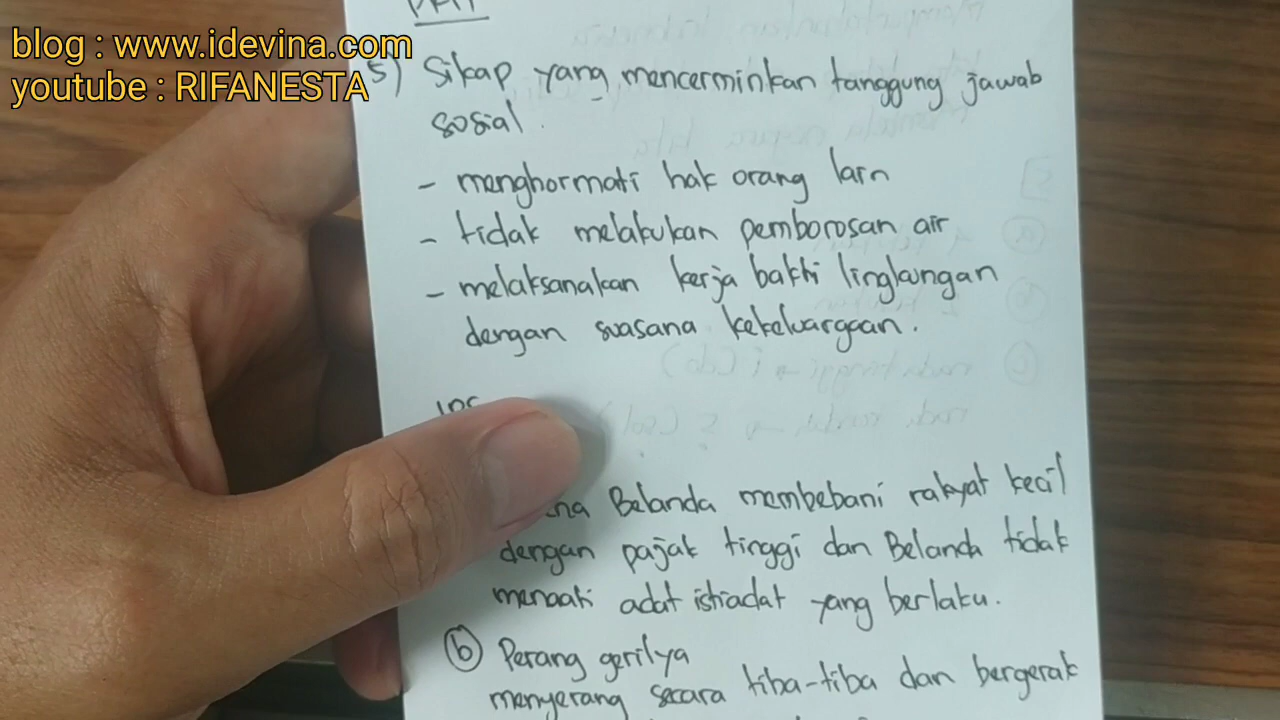 blog : www.idevina.com
youtube : RIFANESTA
5) Sikap yang mencerminkan tanggung jawab
sosial.
- menghormati hak orang lain
- tidak melakukan pemborosan air
- melaksanakan kerja bakti lingkungan
dengan suasana kekeluargaan.
Belanda membebani rakyat kecil
dengan pajak tinggi dan Belanda tidak
menaati adat istiadat yang berlaku.
b Perang gerilya
menyerang secara tiba-tiba dan bergerak